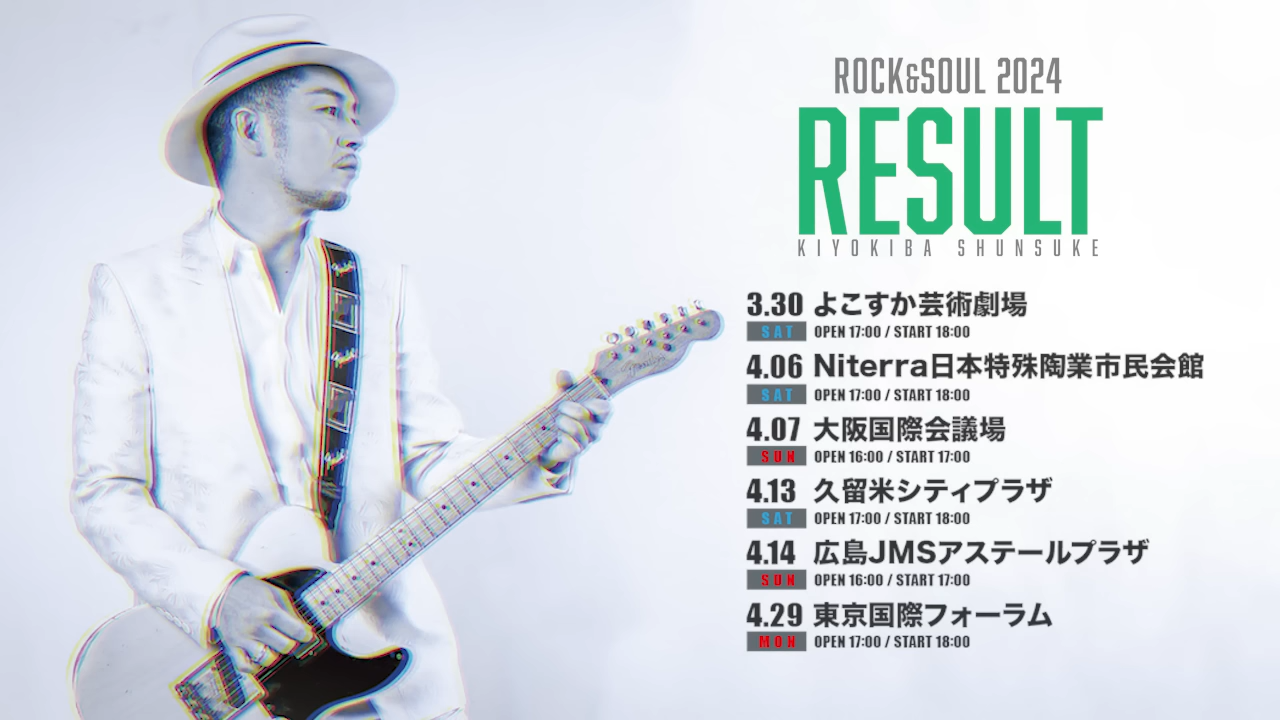 ROCK&SOUL 2024
RESULT
KIYOKIBA SHUNSUKE
3.30 よこすか芸術劇場
SAT OPEN 17:00 / START 18:00
4.06 Niterra日本特殊陶業市民会館
SAT OPEN 17:00 / START 18:00
4.07 大阪国際会議場
SUN OPEN 16:00 / START 17:00
4.13 久留米シティプラザ
SAT OPEN 17:00 / START 18:00
4.14 広島JMSアステールプラザ
SUN OPEN 16:00 / START 17:00
4.29 東京国際フォーラム
MON OPEN 17:00 / START 18:00